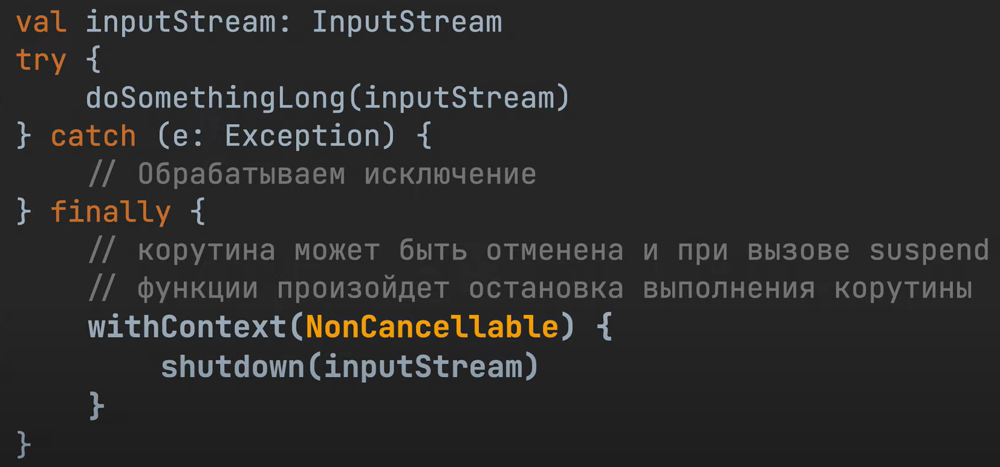 val inputStream: InputStream
try {
    doSomethingLong(inputStream)
} catch (e: Exception) {
    // Обрабатываем исключение
} finally {
    // корутина может быть отменена и при вызове suspend
    // функции произойдет остановка выполнения корутины
    withContext(NonCancellable) {
        shutdown(inputStream)
    }
}